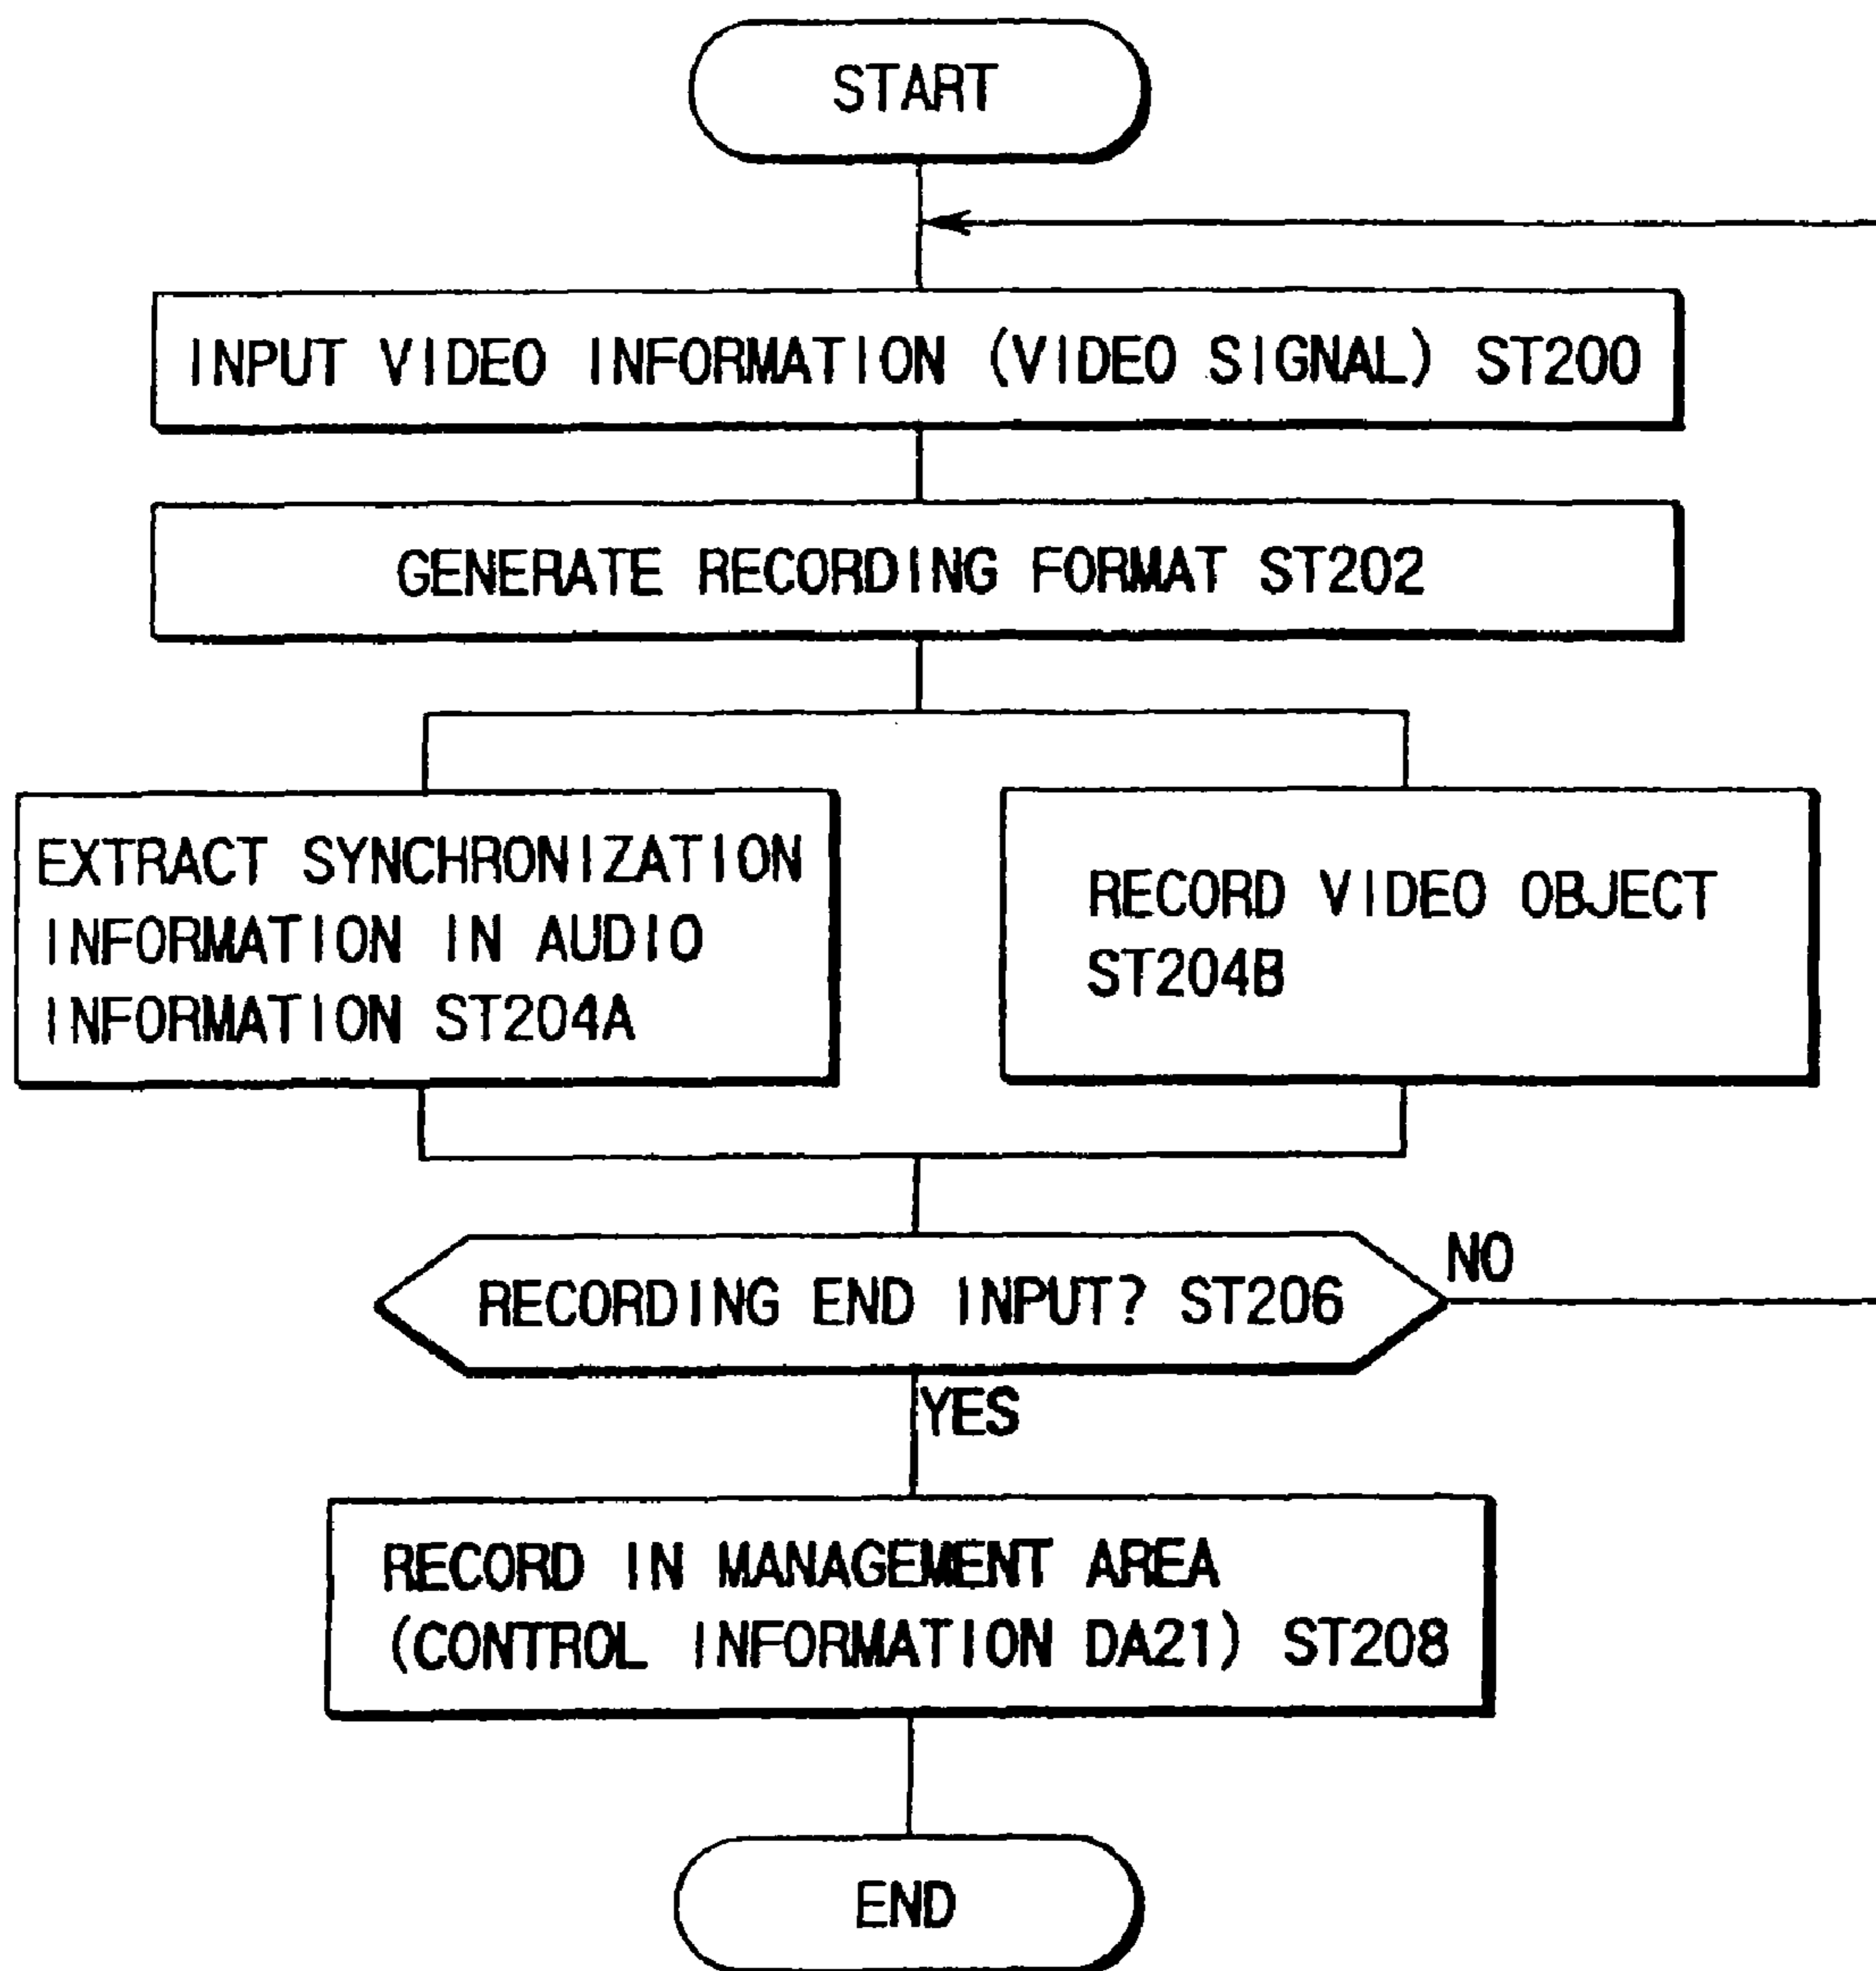 START
INPUT VIDEO INFORMATION (VIDEO SIGNAL) ST200
GENERATE RECORDING FORMAT ST202
EXTRACT SYNCHRONIZATION
INFORMATION IN AUDIO
INFORMATION ST204A
RECORD VIDEO OBJECT
ST204B
RECORDING END INPUT? ST206
NO
YES
RECORD IN MANAGEMENT AREA
(CONTROL INFORMATION DA21) ST208
END